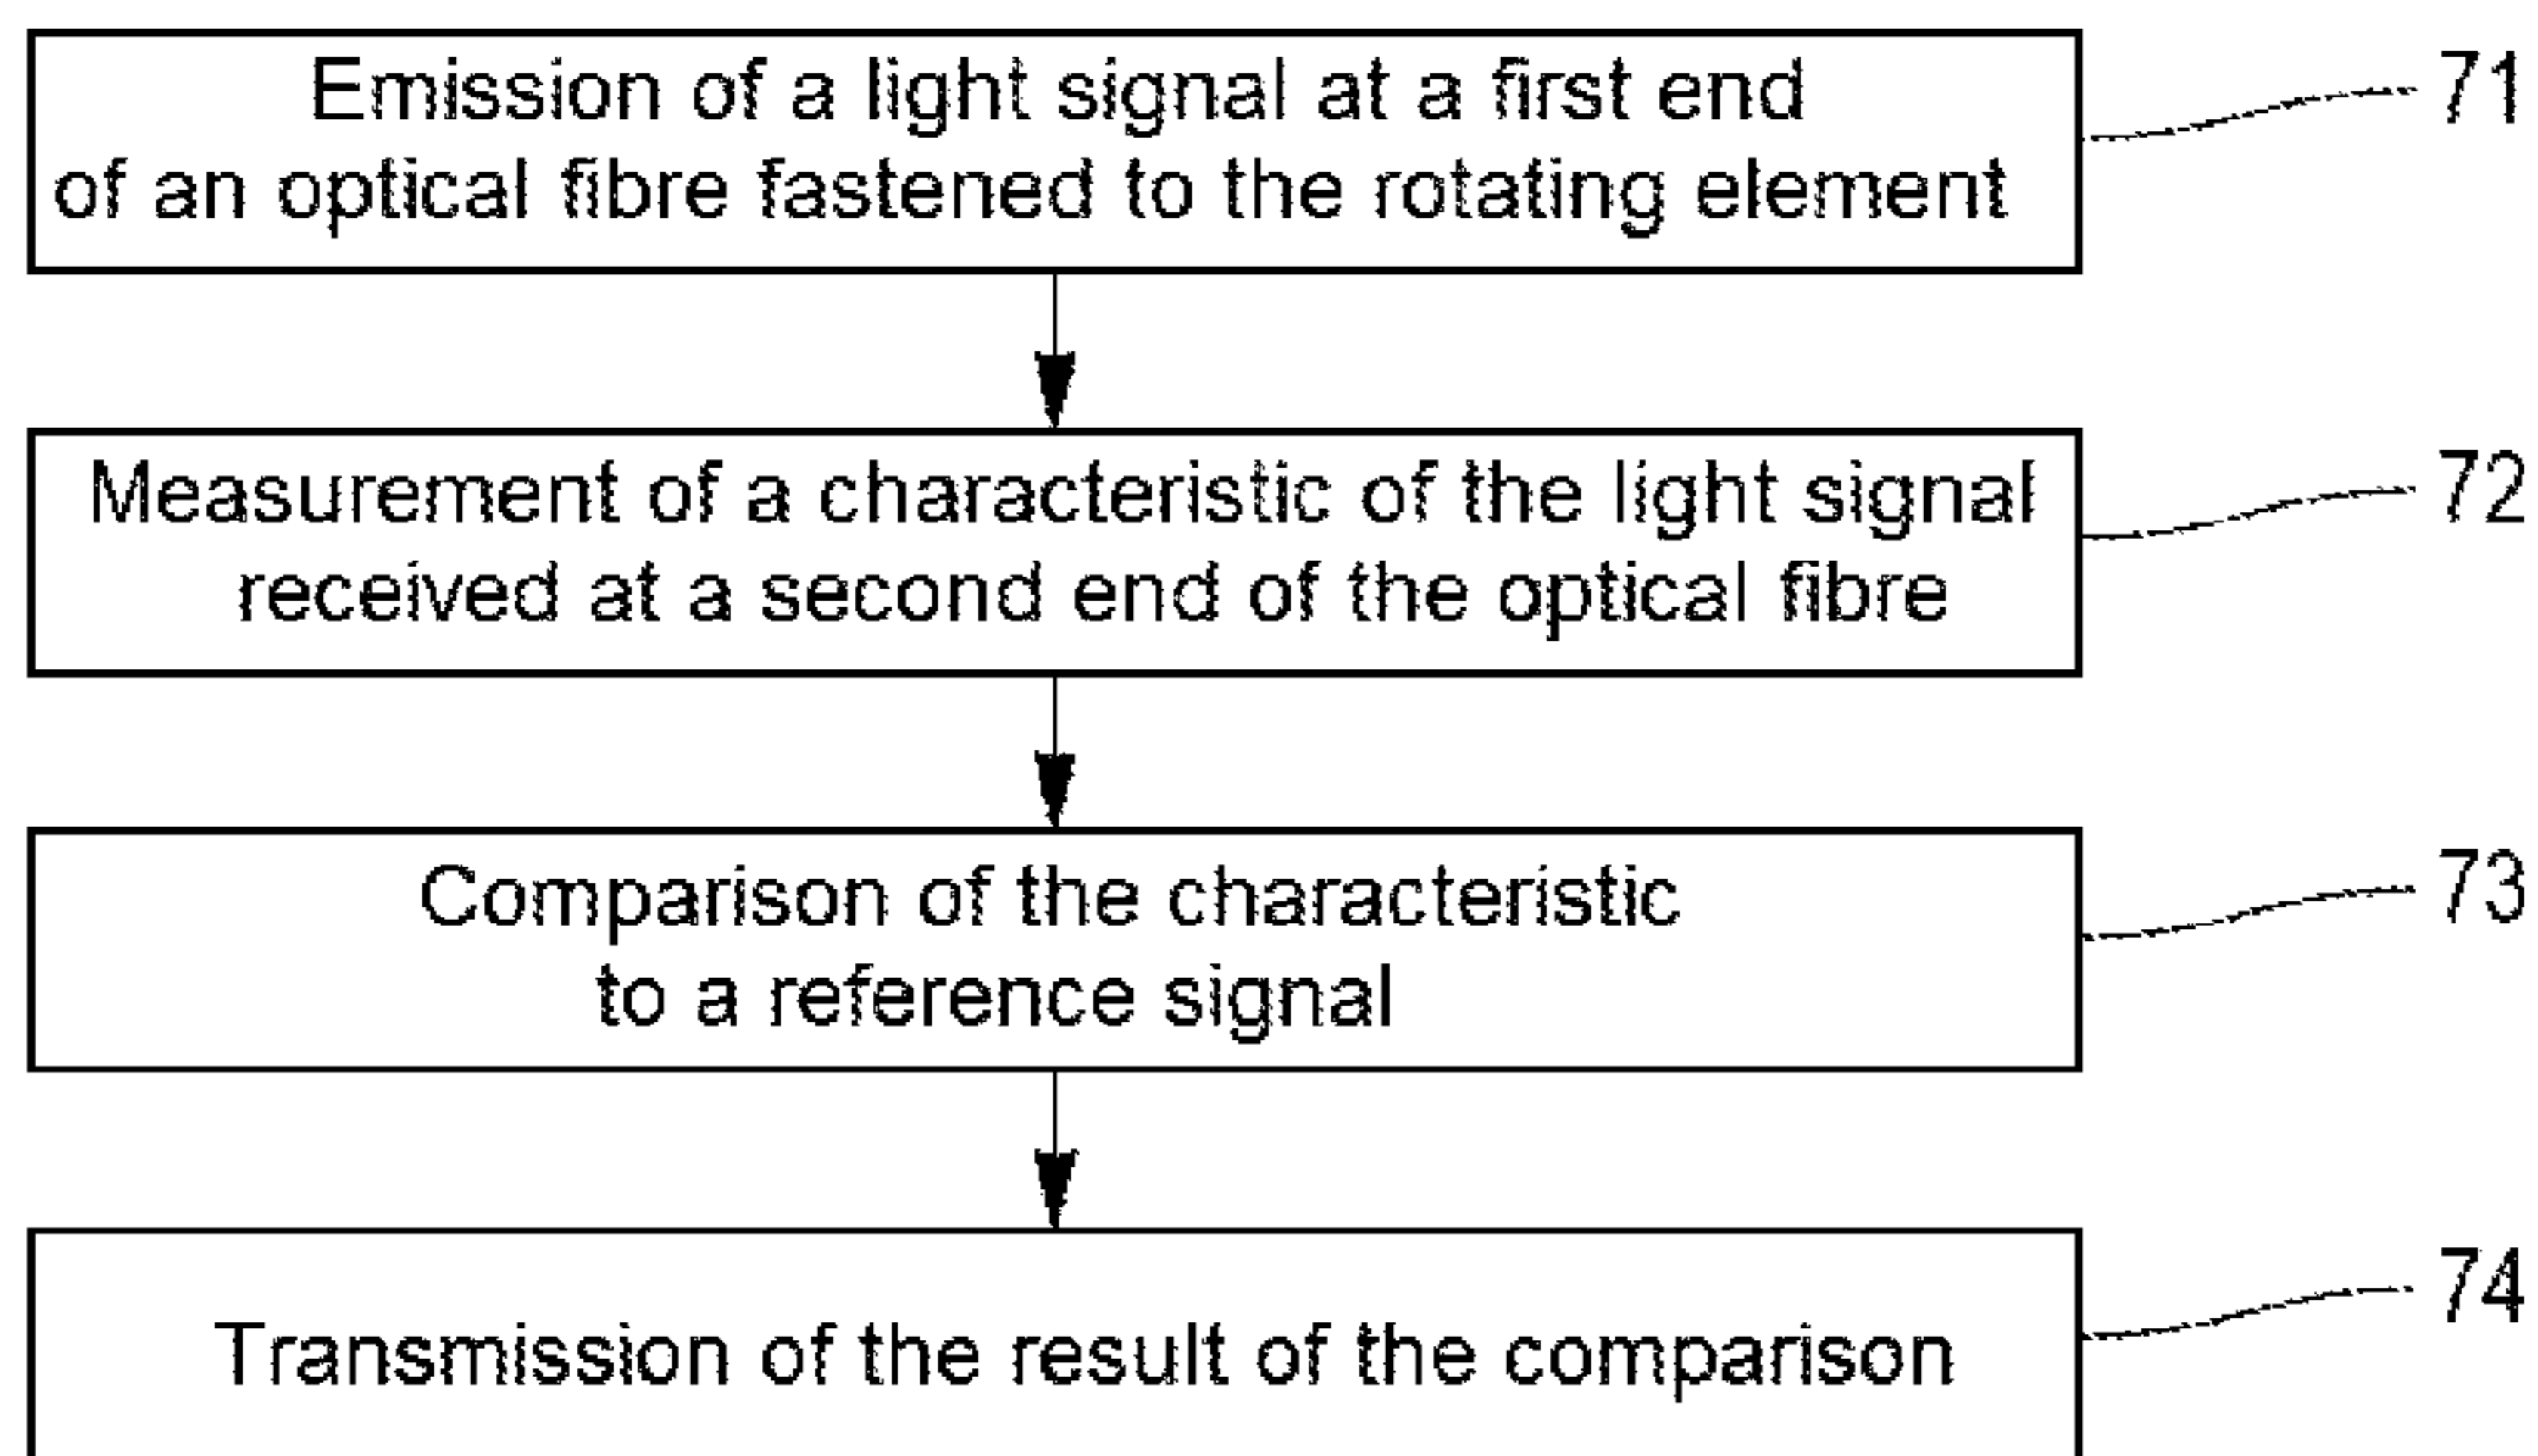 Emission of a light signal at a first end
of an optical fibre fastened to the rotating element
71
Measurement of a characteristic of the light signal
received at a second end of the optical fibre
72
Comparison of the characteristic
to a reference signal
73
Transmission of the result of the comparison
74